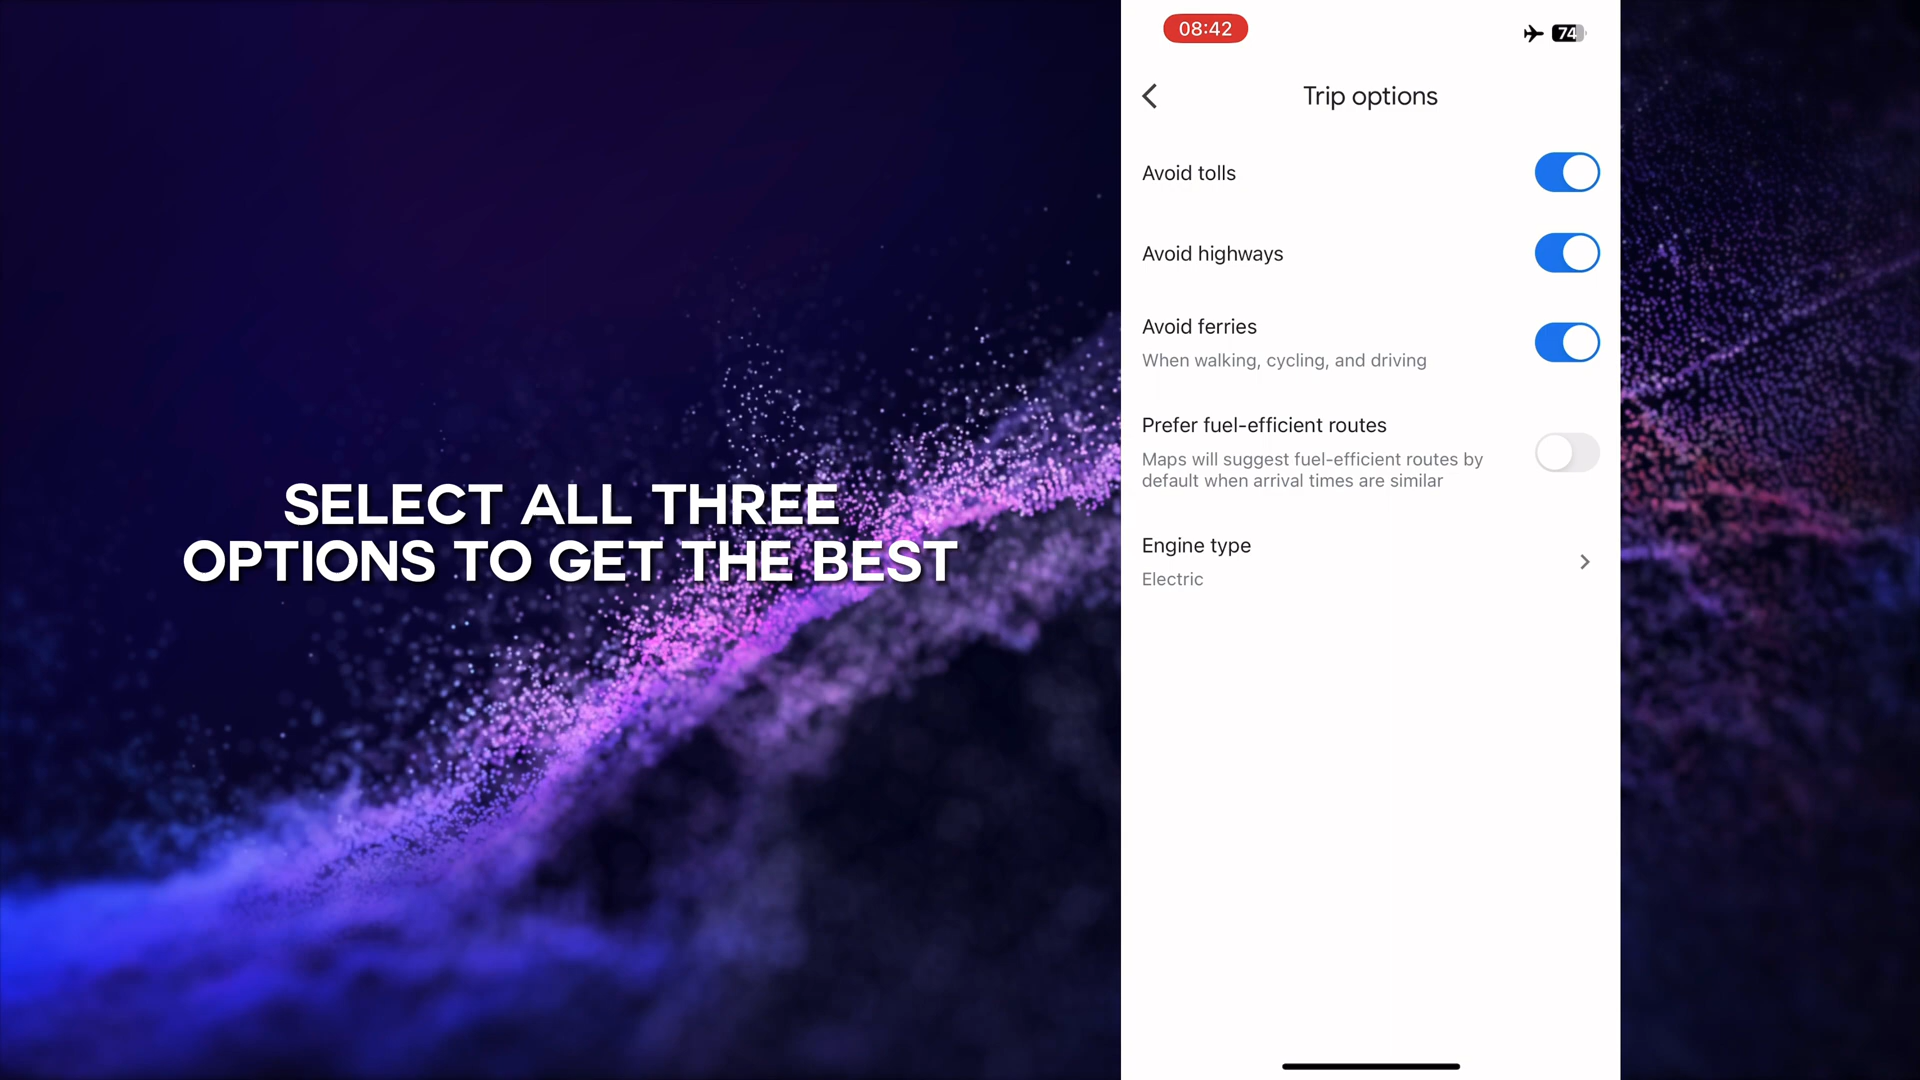 SELECT ALL THREE
OPTIONS TO GET THE BEST
08:42
74
Trip options
Avoid tolls
Avoid highways
Avoid ferries
When walking, cycling, and driving
Prefer fuel-efficient routes
Maps will suggest fuel-efficient routes by
default when arrival times are similar
Engine type
Electric